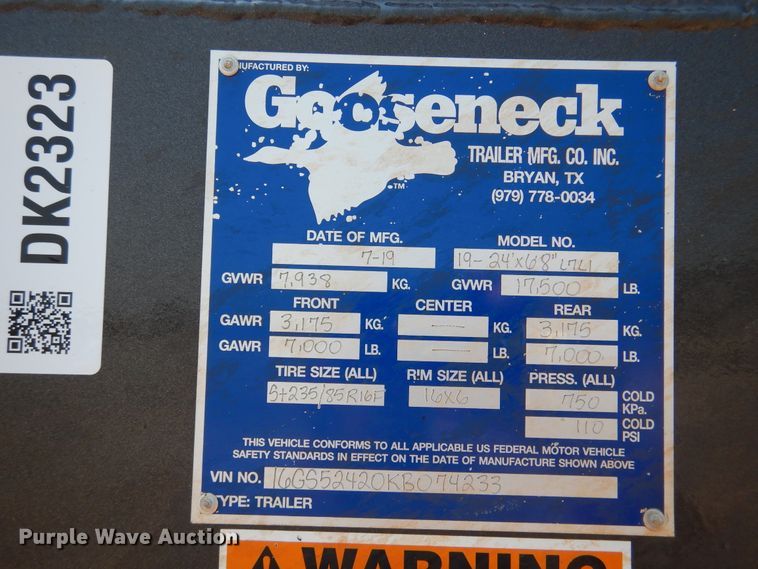 DK2323
NUFACTURED BY:
Gooseneck
TRAILER MFG. CO. INC.
BRYAN, TX
(979) 778-0034
TM
DATE OF MFG. MODEL NO.
7-19 19-24'x6'8" L7L1
GVWR 7,938 KG. GVWR 17,500 LB.
FRONT CENTER REAR
GAWR 3,175 KG. — KG. 3,175 KG.
GAWR 7,000 LB. — LB. 7,000 LB.
TIRE SIZE (ALL) RIM SIZE (ALL) PRESS. (ALL)
St235/85R16F 16x6 750 COLD KPa.
110 COLD PSI
THIS VEHICLE CONFORMS TO ALL APPLICABLE US FEDERAL MOTOR VEHICLE
SAFETY STANDARDS IN EFFECT ON THE DATE OF MANUFACTURE SHOWN ABOVE
VIN NO. 16GS52420KB074233
TYPE: TRAILER
Purple Wave Auction
WARNING